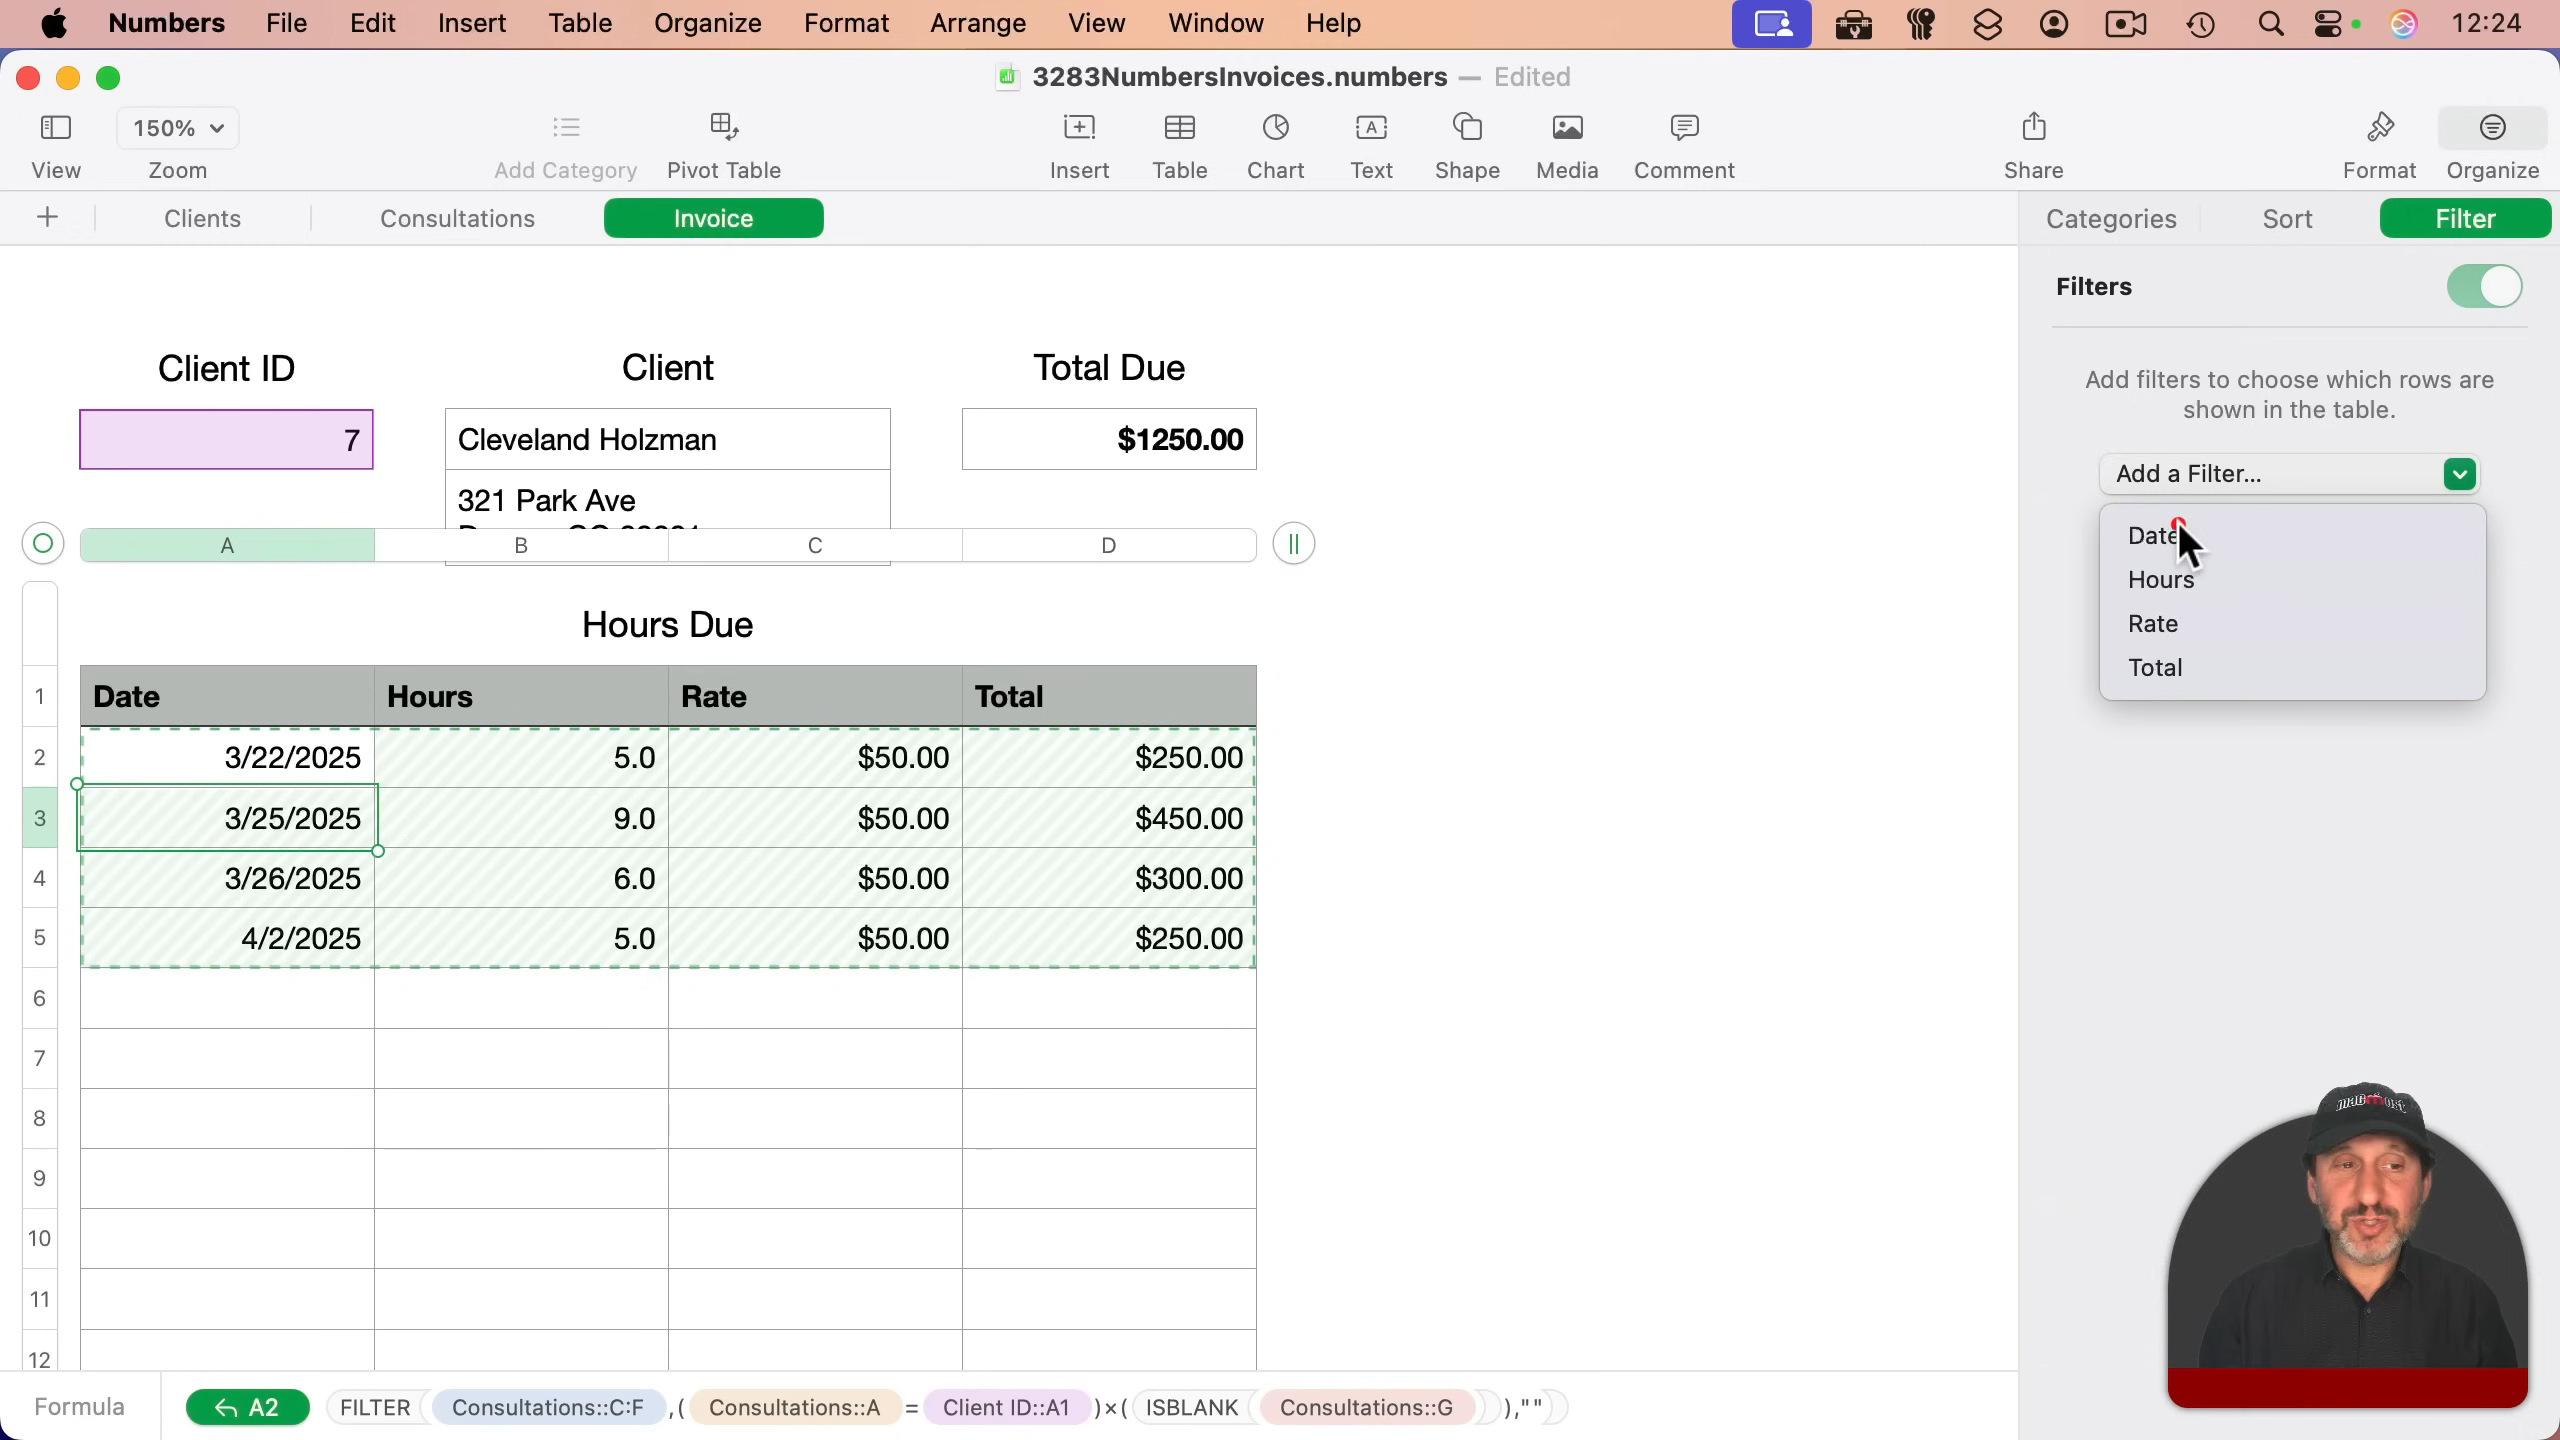 Numbers File Edit Insert Table Organize Format Arrange View Window Help 12:24
3283NumbersInvoices.numbers — Edited
150%
View Zoom Add Category Pivot Table Insert Table Chart Text Shape Media Comment Share Format Organize
+ Clients Consultations Invoice Categories Sort Filter
Filters
Add filters to choose which rows are
shown in the table.
Add a Filter...
Date
Hours
Rate
Total
Client ID Client Total Due
7 Cleveland Holzman $1250.00
321 Park Ave
A B C D
Hours Due
1 Date Hours Rate Total
2 3/22/2025 5.0 $50.00 $250.00
3 3/25/2025 9.0 $50.00 $450.00
4 3/26/2025 6.0 $50.00 $300.00
5 4/2/2025 5.0 $50.00 $250.00
6
7
8
9
10
11
12
macmost
Formula A2 FILTER Consultations::C:F ,( Consultations::A = Client ID::A1 )×( ISBLANK Consultations::G ),""